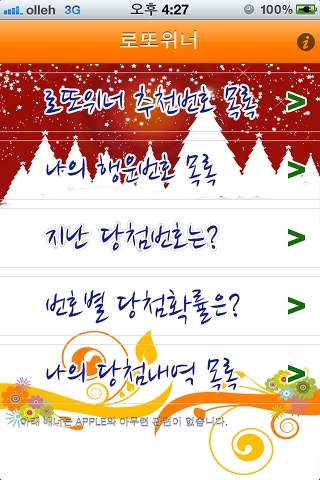 olleh 3G 오후 4:27 100%
로또위너
로또위너 추천번호 목록 >
나의 행운번호 목록 >
지난 당첨번호는? >
번호별 당첨확률은? >
나의 당첨내역 목록 >
아래 배너는 APPLE와 아무런 관련이 없습니다.